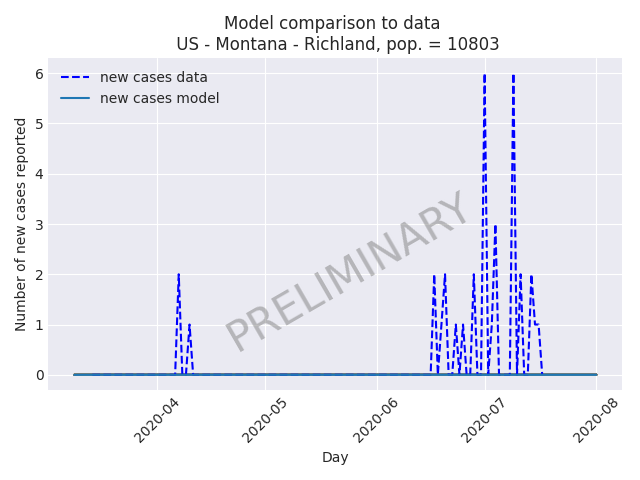 Model comparison to data
US - Montana - Richland, pop. = 10803
new cases data
new cases model
Number of new cases reported
6
5
4
3
2
1
0
PRELIMINARY
2020-04
2020-05
2020-06
2020-07
2020-08
Day